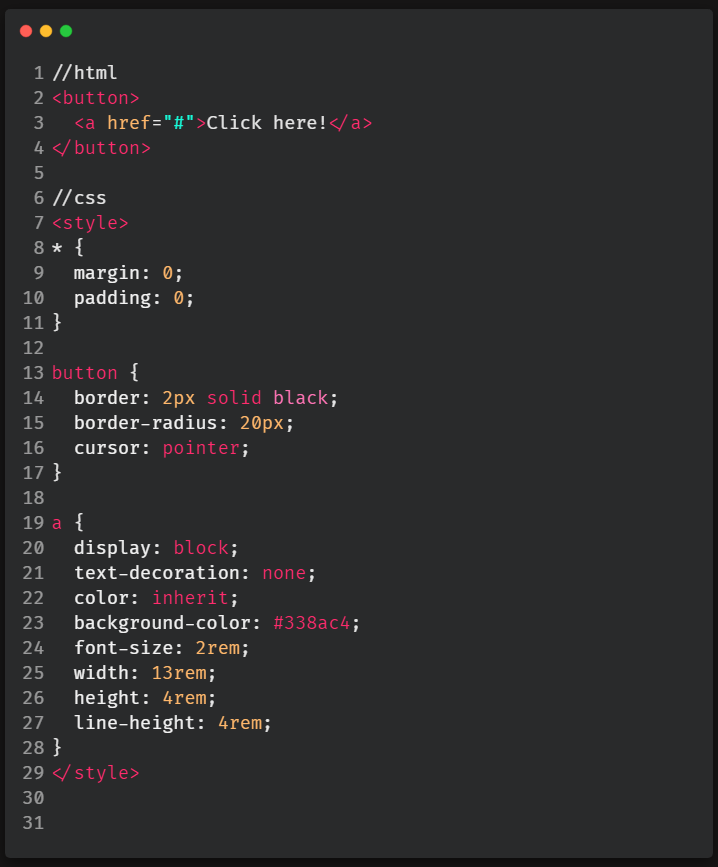 1 //html
2 <button>
3   <a href="#">Click here!</a>
4 </button>
5
6 //css
7 <style>
8 * {
9   margin: 0;
10   padding: 0;
11 }
12
13 button {
14   border: 2px solid black;
15   border-radius: 20px;
16   cursor: pointer;
17 }
18
19 a {
20   display: block;
21   text-decoration: none;
22   color: inherit;
23   background-color: #338ac4;
24   font-size: 2rem;
25   width: 13rem;
26   height: 4rem;
27   line-height: 4rem;
28 }
29 </style>
30
31